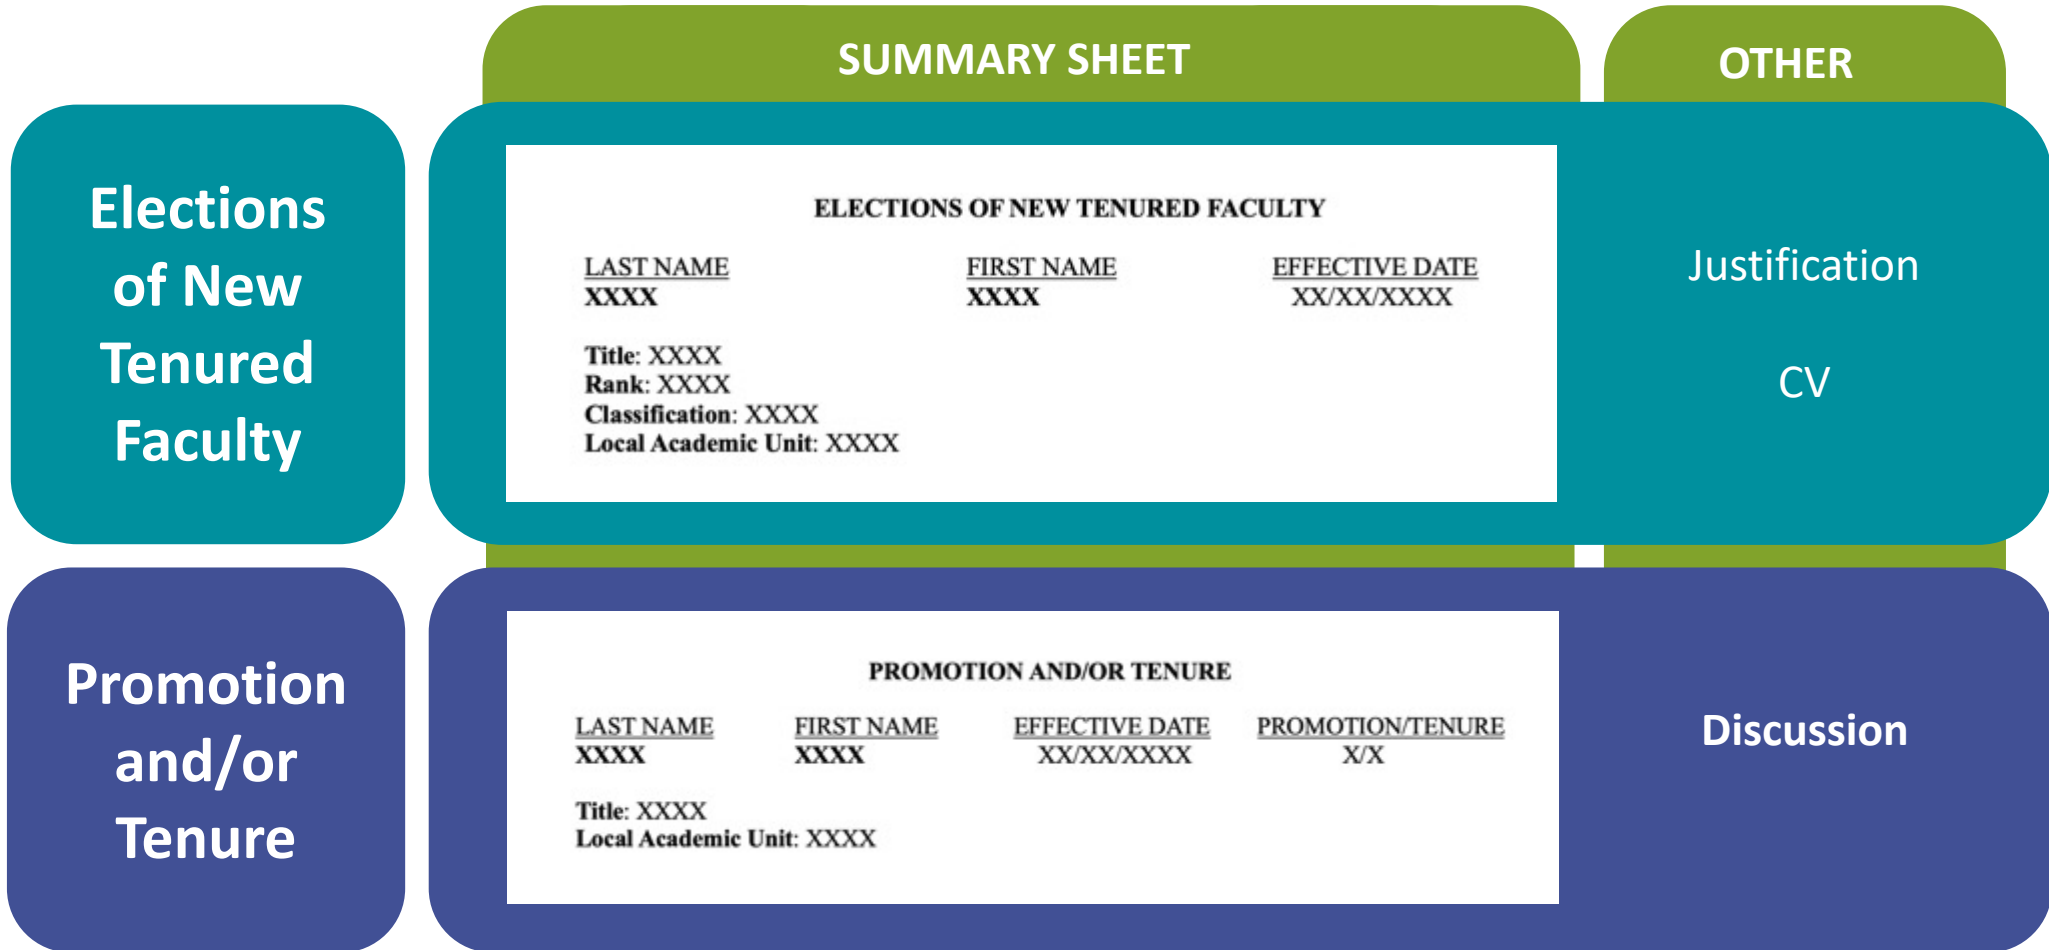 SUMMARY SHEET
OTHER
Elections
of New
Tenured
Faculty
ELECTIONS OF NEW TENURED FACULTY
LAST NAME FIRST NAME EFFECTIVE DATE
XXXX XXXX XX/XX/XXXX
Title: XXXX
Rank: XXXX
Classification: XXXX
Local Academic Unit: XXXX
Justification
CV
Promotion
and/or
Tenure
PROMOTION AND/OR TENURE
LAST NAME FIRST NAME EFFECTIVE DATE PROMOTION/TENURE
XXXX XXXX XX/XX/XXXX X/X
Title: XXXX
Local Academic Unit: XXXX
Discussion